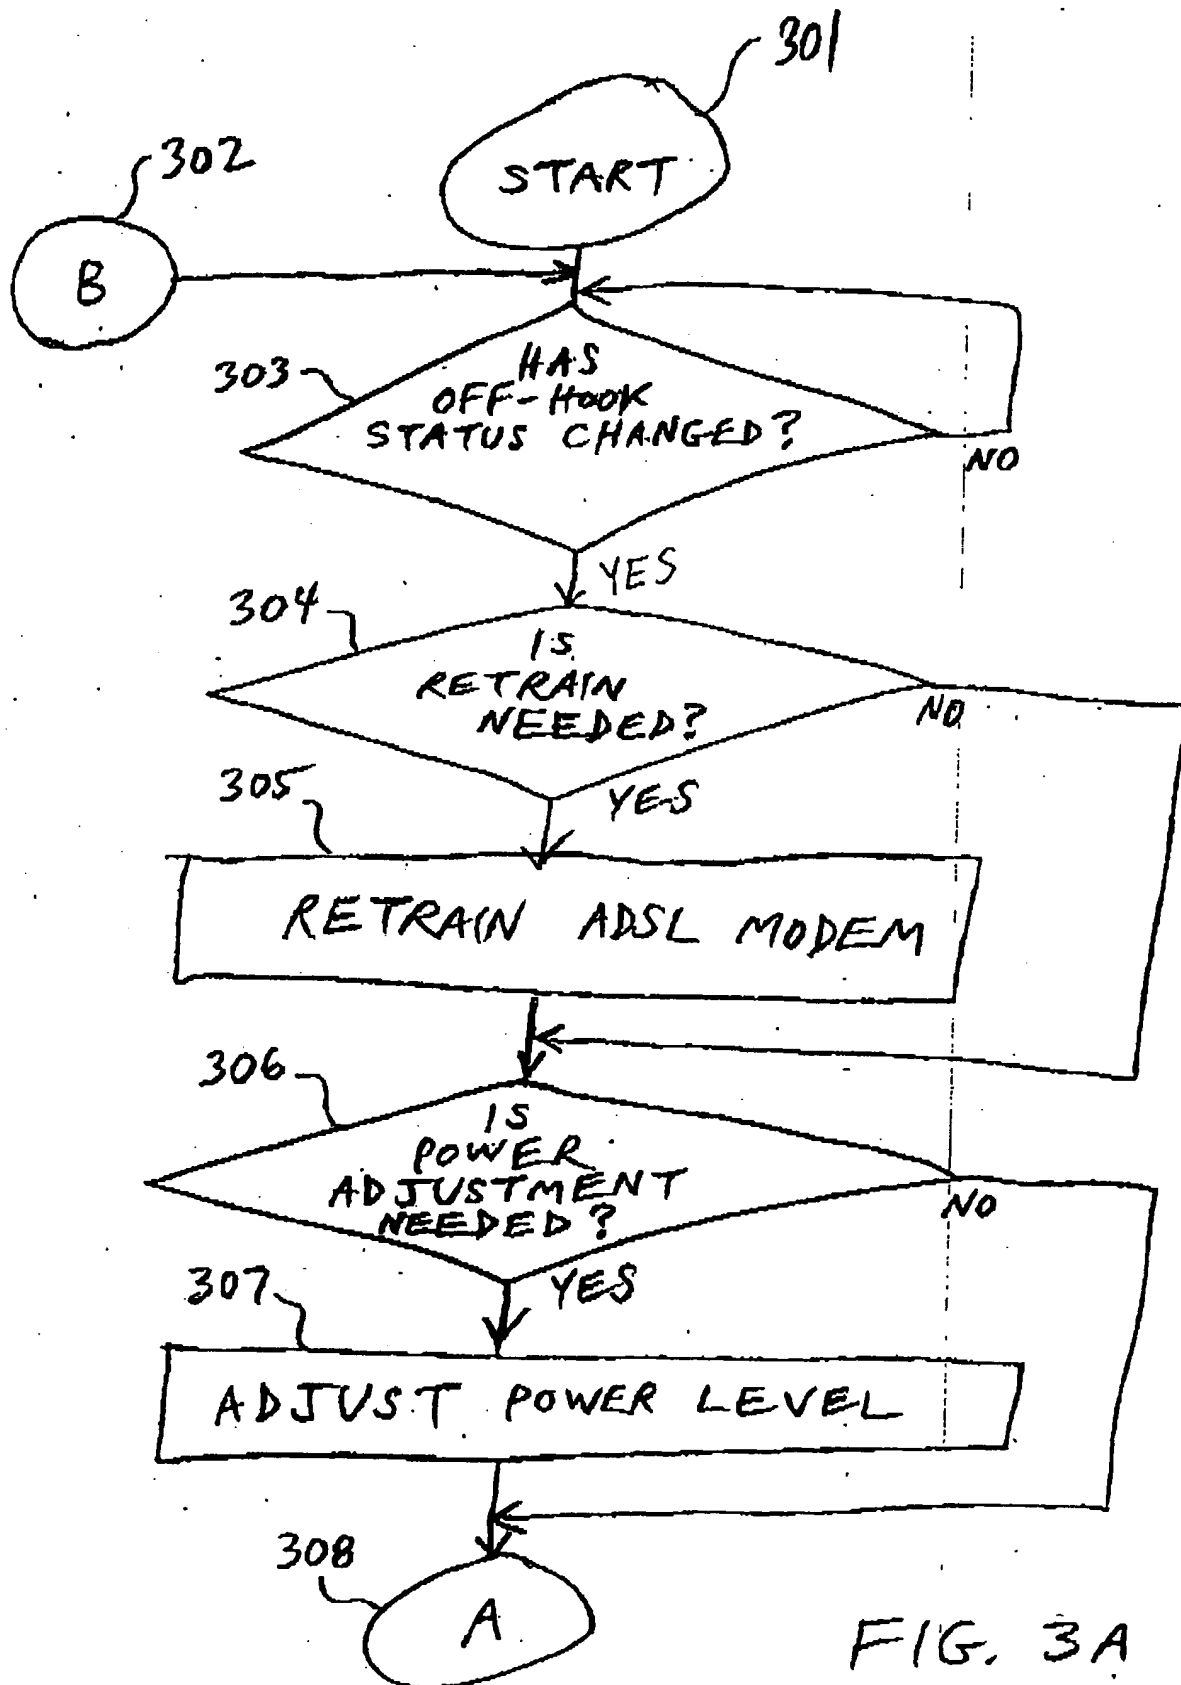 301
START
302
B
303
HAS
OFF-HOOK
STATUS CHANGED?
NO
YES
304
IS
RETRAIN
NEEDED?
NO
YES
305
RETRAIN ADSL MODEM
306
IS
POWER
ADJUSTMENT
NEEDED?
NO
YES
307
ADJUST POWER LEVEL
308
A
FIG. 3A